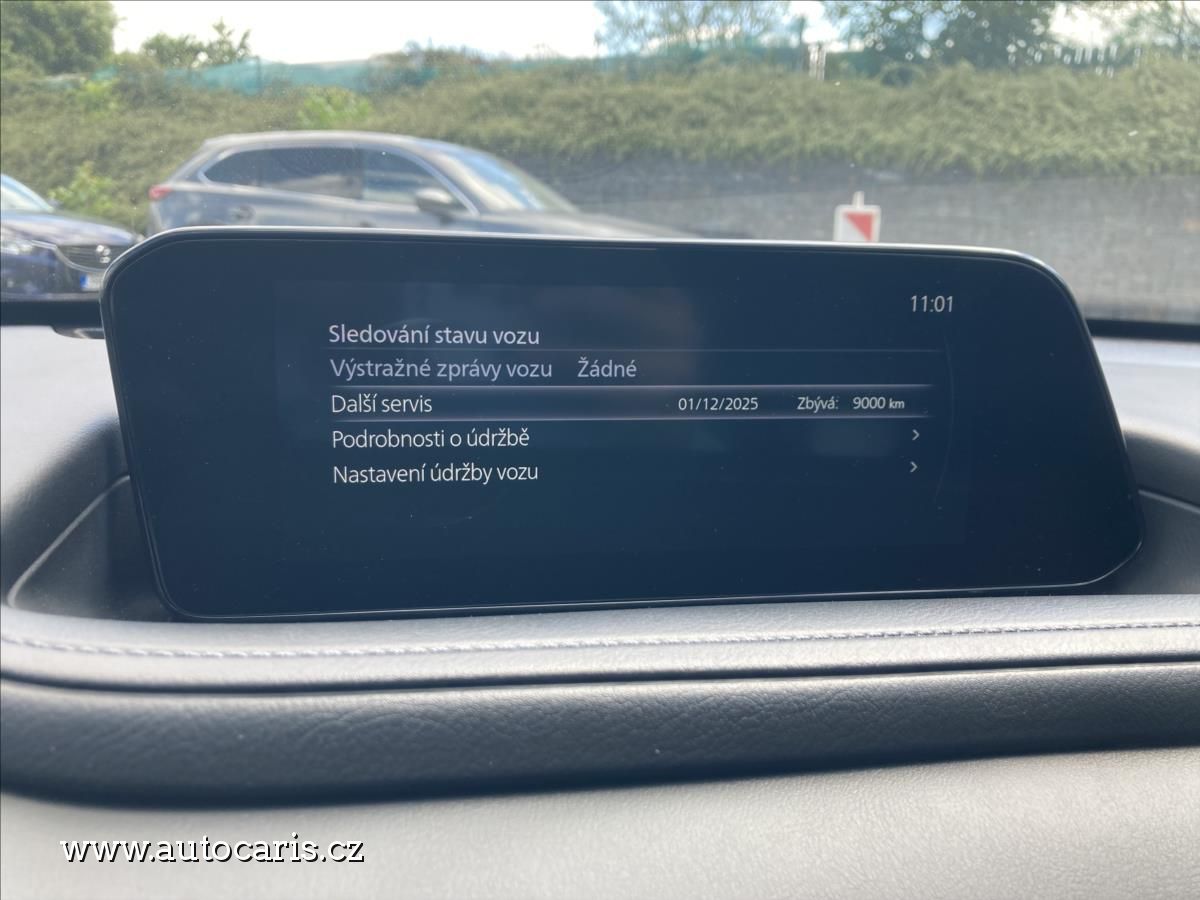 11:01
Sledování stavu vozu
Výstražné zprávy vozu Žádné
Další servis 01/12/2025 Zbývá: 9000 km
Podrobnosti o údržbě >
Nastavení údržby vozu >
www.autocaris.cz